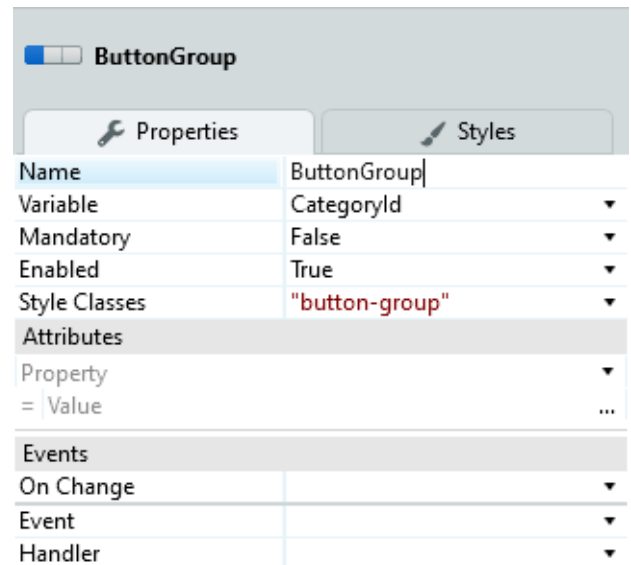 ButtonGroup
Properties Styles
Name ButtonGroup
Variable CategoryId
Mandatory False
Enabled True
Style Classes "button-group"
Attributes
Property
= Value ...
Events
On Change
Event
Handler